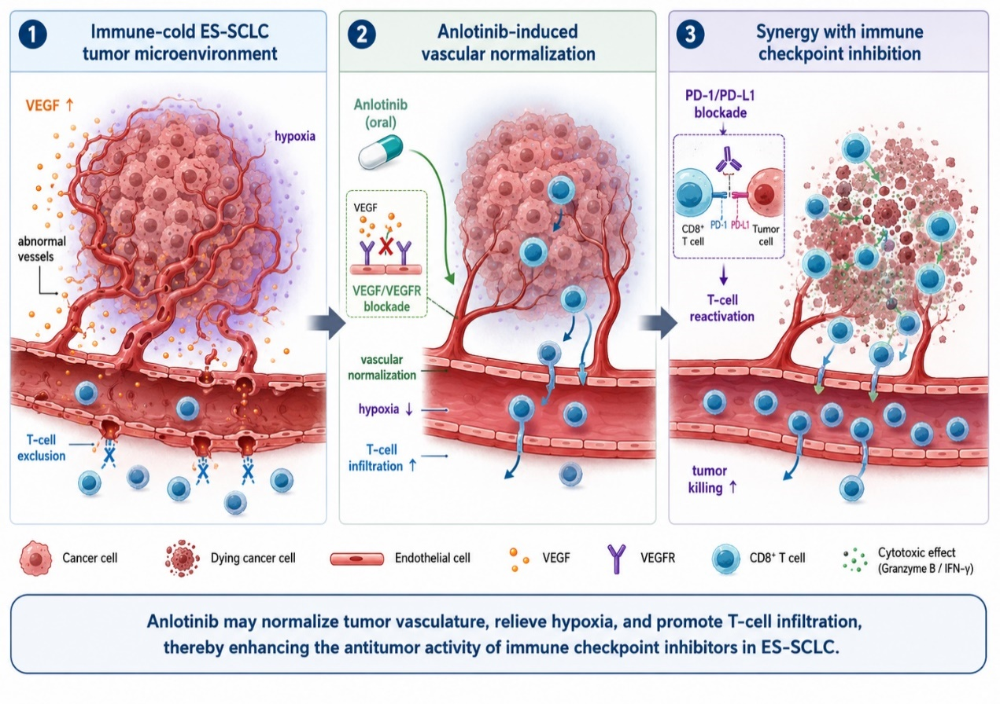 1
Immune-cold ES-SCLC
tumor microenvironment
VEGF ↑
hypoxia
abnormal
vessels
T-cell
exclusion
2
Anlotinib-induced
vascular normalization
Anlotinib
(oral)
VEGF
VEGF/VEGFR
blockade
vascular
normalization
hypoxia ↓
T-cell
infiltration ↑
3
Synergy with immune
checkpoint inhibition
PD-1/PD-L1
blockade
PD-1 PD-L1
CD8⁺ Tumor
T cell cell
T-cell
reactivation
tumor
killing ↑
Cancer cell
Dying cancer cell
Endothelial cell
VEGF
VEGFR
CD8⁺ T cell
Cytotoxic effect
(Granzyme B / IFN-γ)
Anlotinib may normalize tumor vasculature, relieve hypoxia, and promote T-cell infiltration,
thereby enhancing the antitumor activity of immune checkpoint inhibitors in ES-SCLC.